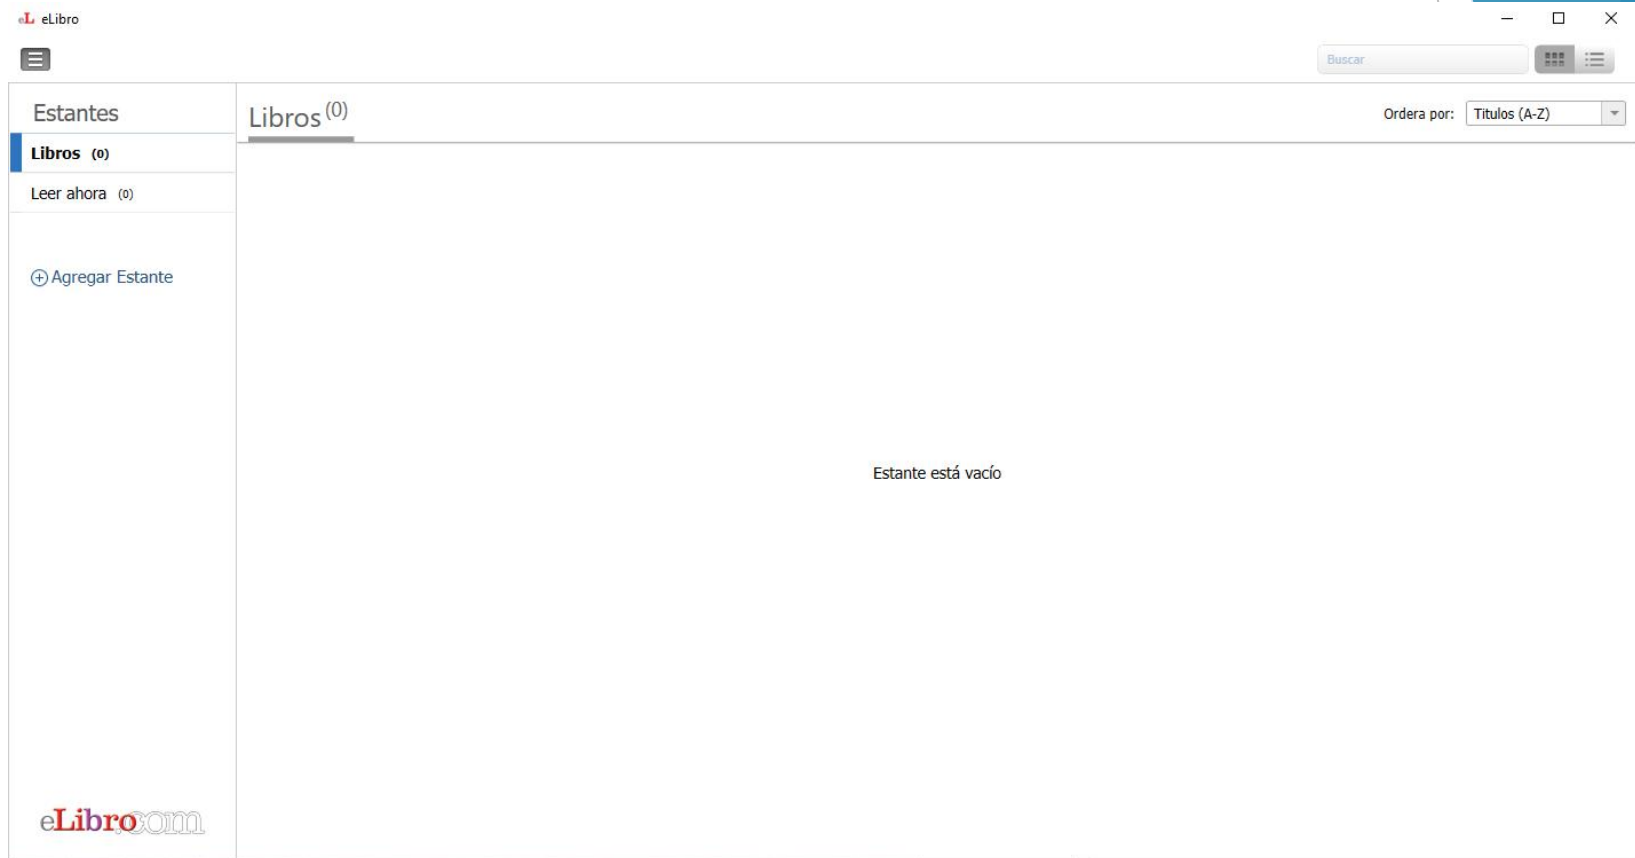 eL eLibro
Buscar
Estantes
Libros (0)
Ordera por: Titulos (A-Z)
Libros (0)
Leer ahora (0)
Agregar Estante
Estante está vacío
eLibro.com